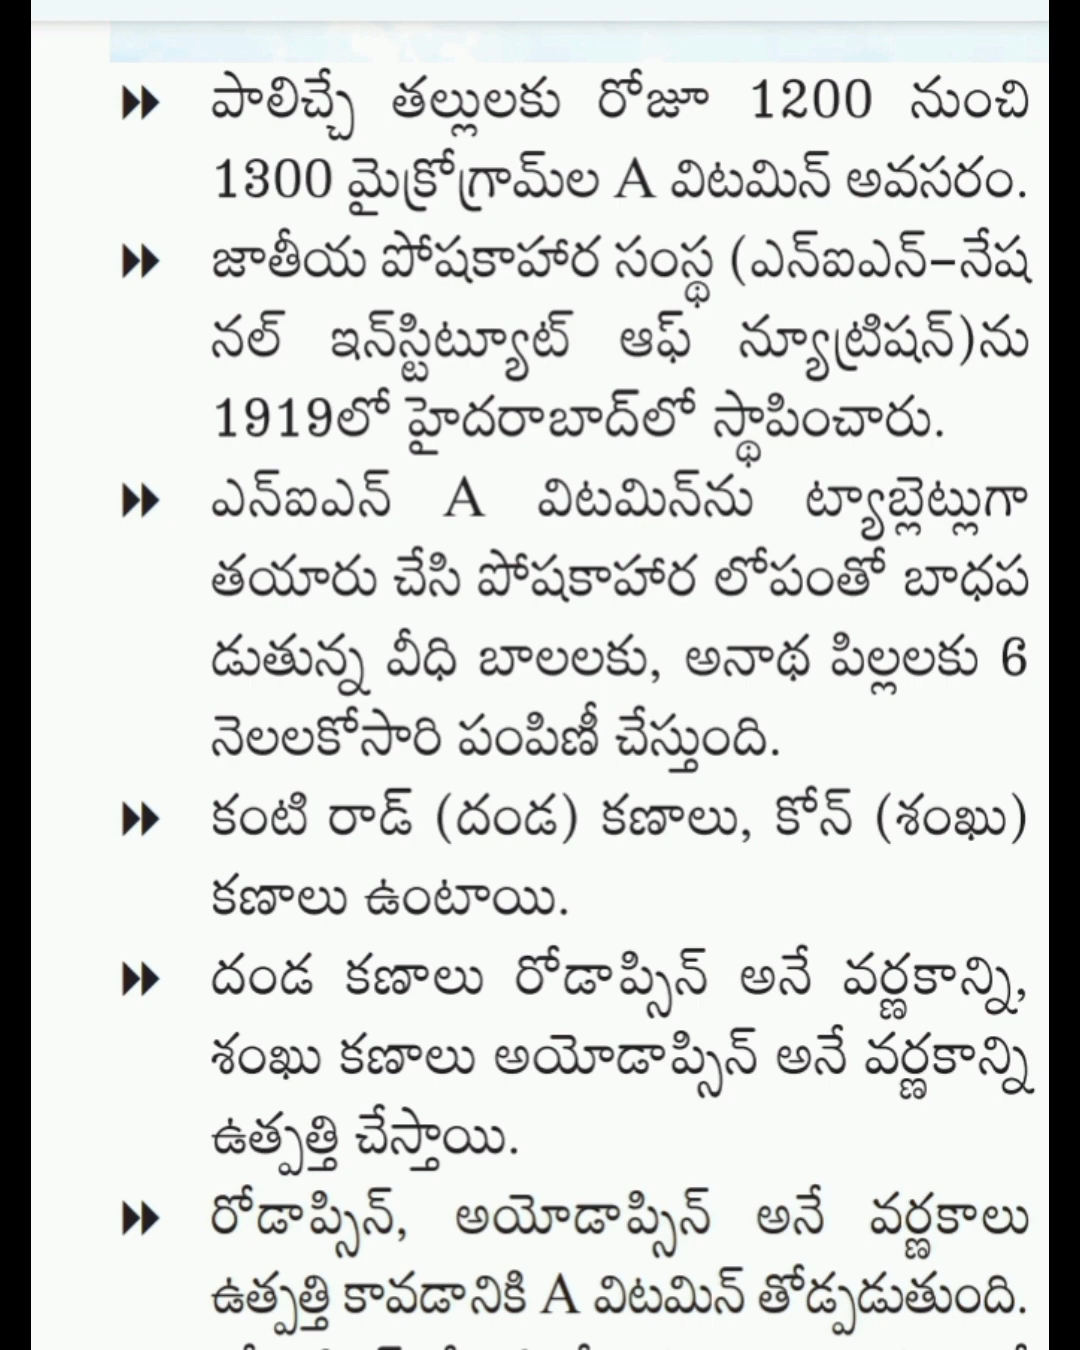 పాలిచ్చే తల్లులకు రోజూ 1200 నుంచి
1300 మైక్రోగ్రామ్‌ల A విటమిన్ అవసరం.
జాతీయ పోషకాహార సంస్థ (ఎన్ఐఎన్-నేష
నల్ ఇన్‌స్టిట్యూట్ ఆఫ్ న్యూట్రిషన్)ను
1919లో హైదరాబాద్‌లో స్థాపించారు.
ఎన్ఐఎన్ A విటమిన్‌ను ట్యాబ్లెట్లుగా
తయారు చేసి పోషకాహార లోపంతో బాధప
డుతున్న వీధి బాలలకు, అనాథ పిల్లలకు 6
నెలలకోసారి పంపిణీ చేస్తుంది.
కంటి రాడ్ (దండ) కణాలు, కోన్ (శంఖు)
కణాలు ఉంటాయి.
దండ కణాలు రోడాప్సిన్ అనే వర్ణకాన్ని,
శంఖు కణాలు అయోడాప్సిన్ అనే వర్ణకాన్ని
ఉత్పత్తి చేస్తాయి.
రోడాప్సిన్, అయోడాప్సిన్ అనే వర్ణకాలు
ఉత్పత్తి కావడానికి A విటమిన్ తోడ్పడుతుంది.